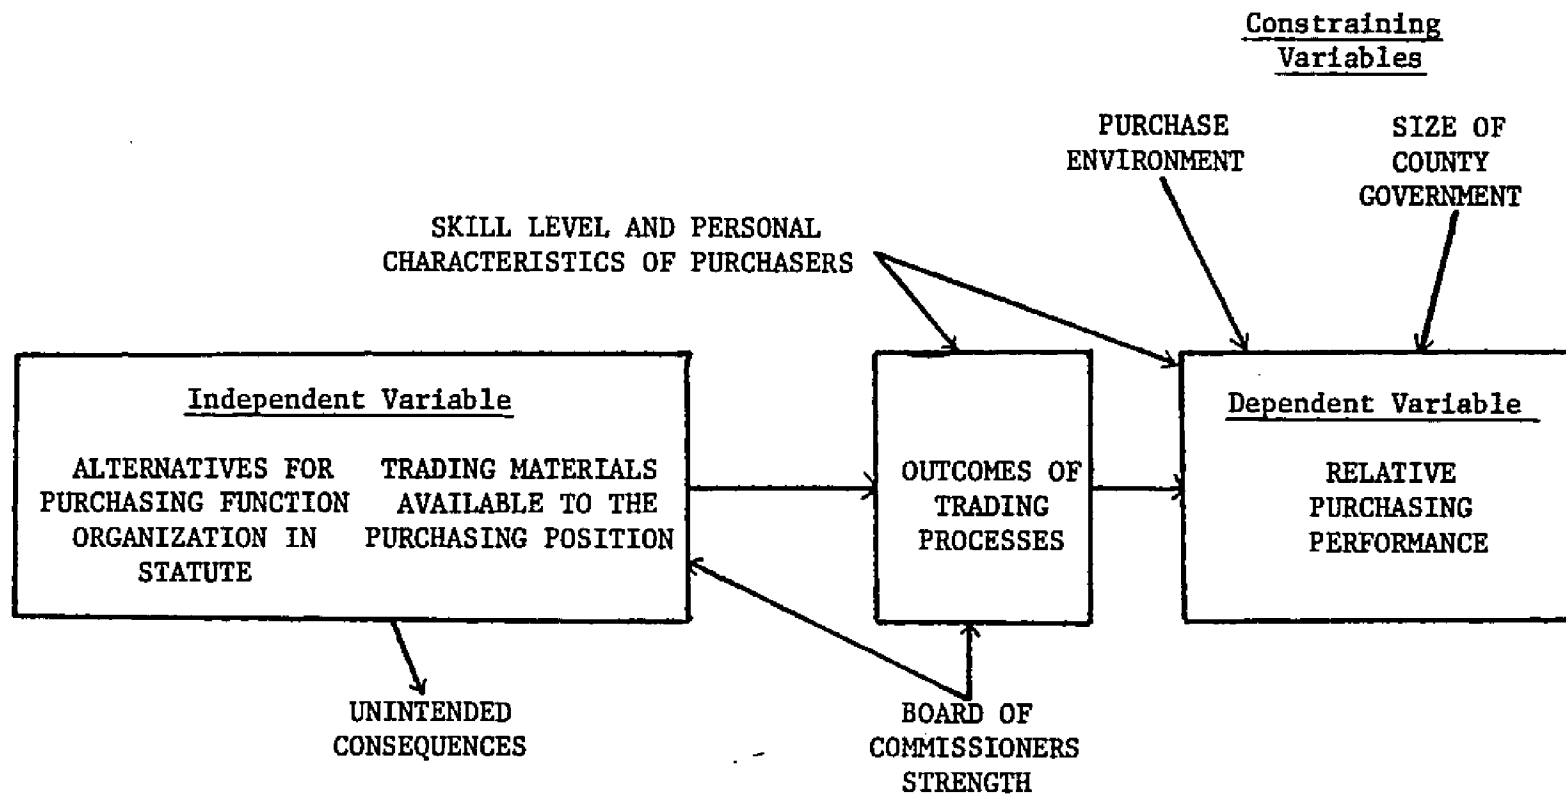 Constraining
Variables
PURCHASE
ENVIRONMENT
SIZE OF
COUNTY
GOVERNMENT
SKILL LEVEL AND PERSONAL
CHARACTERISTICS OF PURCHASERS
Independent Variable
ALTERNATIVES FOR
PURCHASING FUNCTION
ORGANIZATION IN
STATUTE
TRADING MATERIALS
AVAILABLE TO THE
PURCHASING POSITION
OUTCOMES OF
TRADING
PROCESSES
Dependent Variable
RELATIVE
PURCHASING
PERFORMANCE
UNINTENDED
CONSEQUENCES
BOARD OF
COMMISSIONERS
STRENGTH